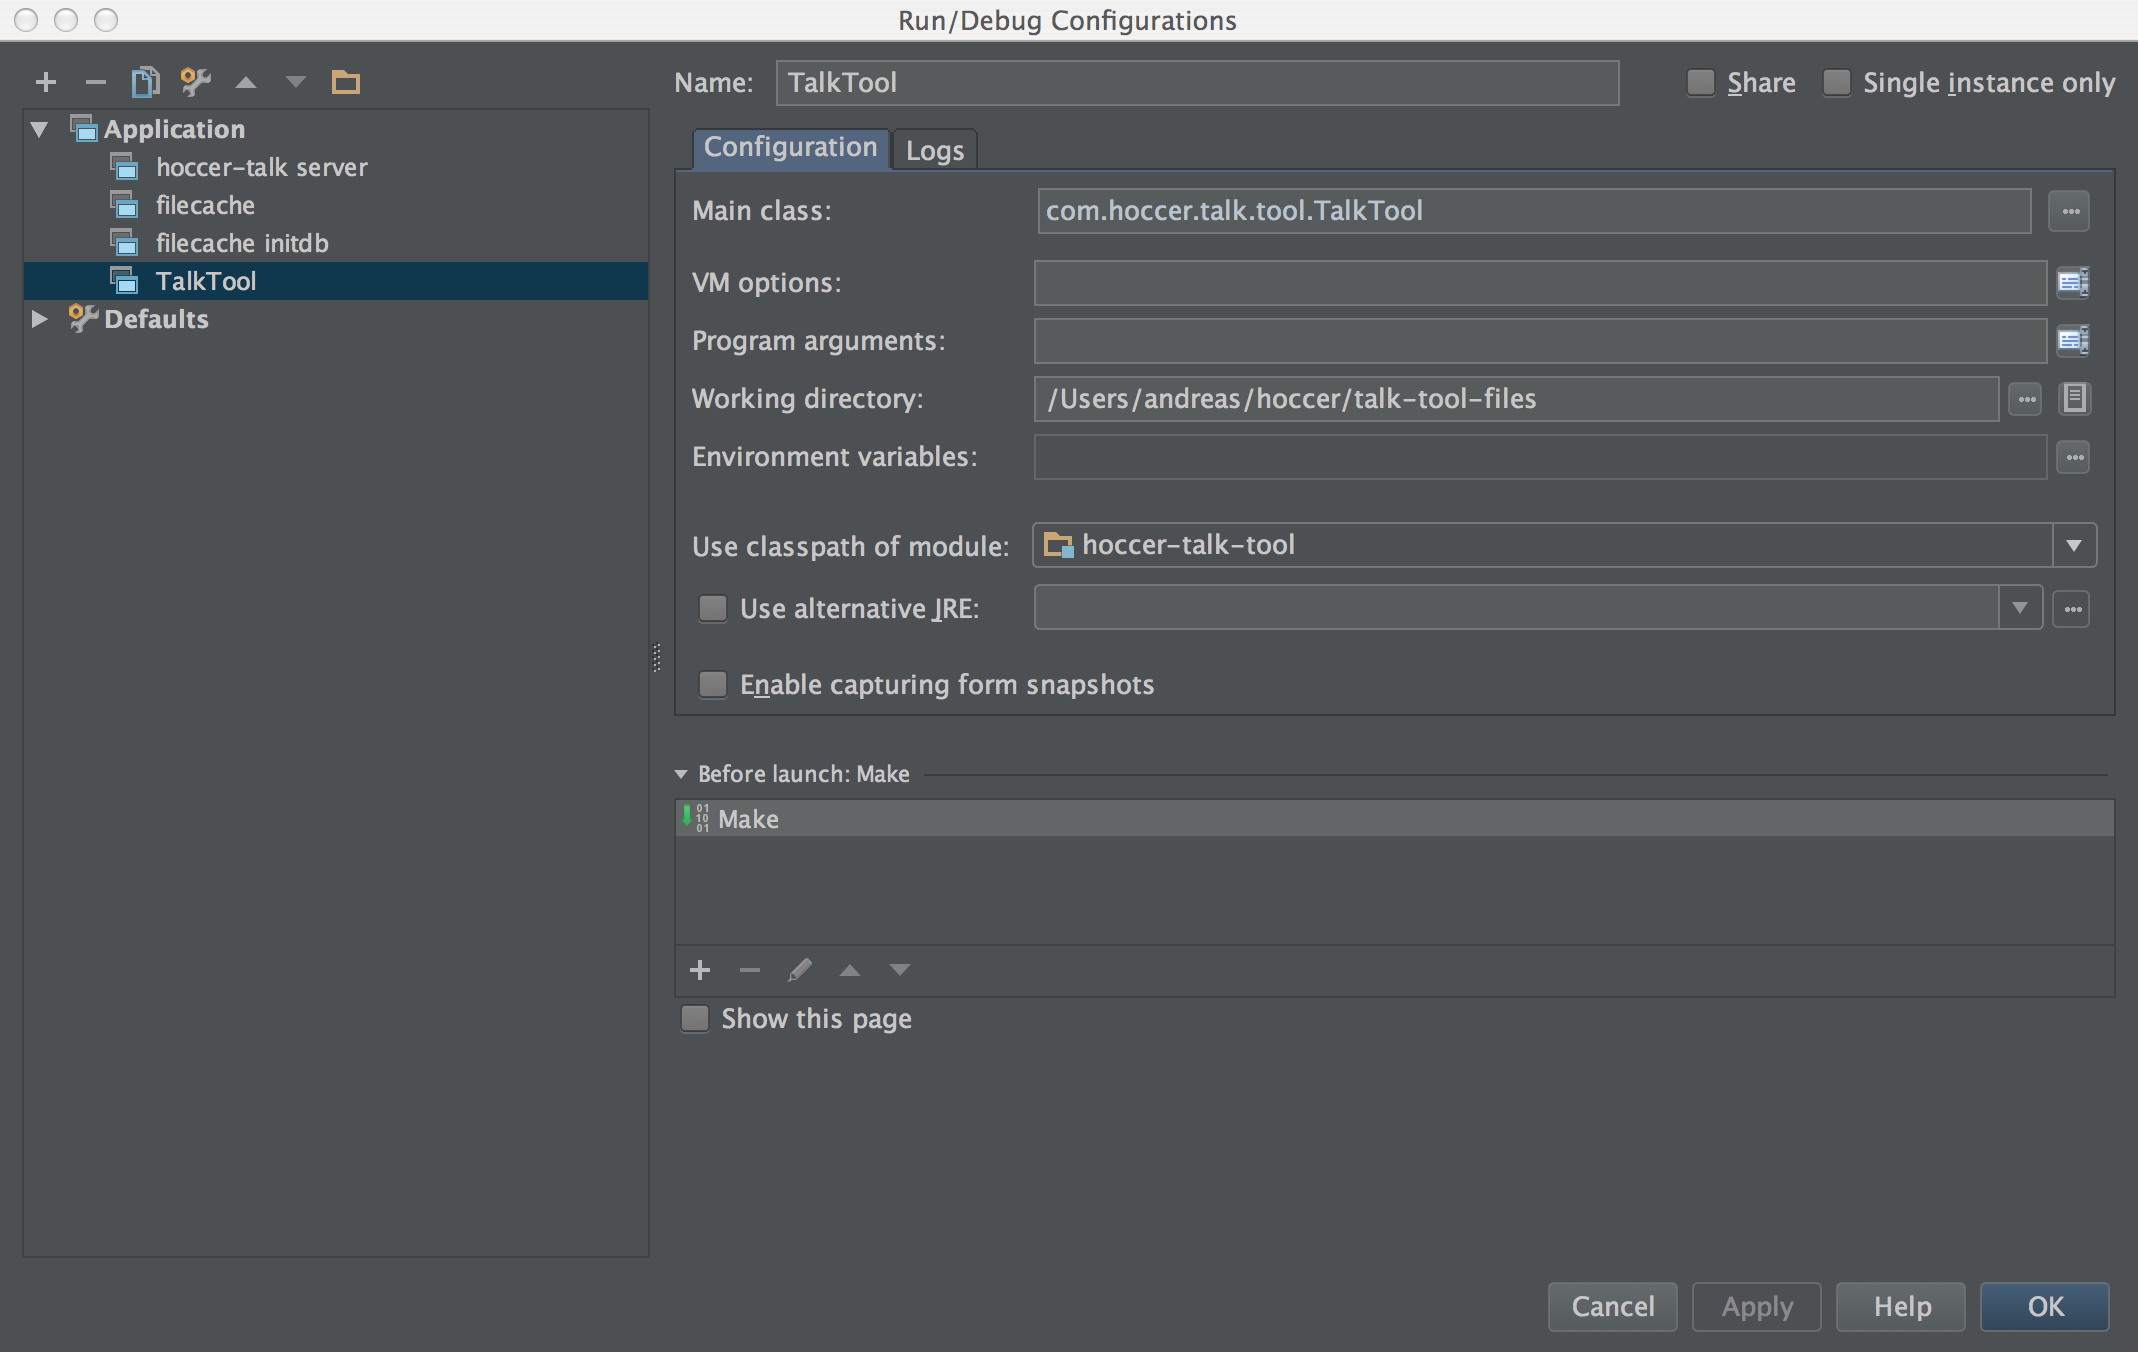 Run/Debug Configurations
Name: TalkTool Share Single instance only
Application
hoccer-talk server
filecache
filecache initdb
TalkTool
Defaults
Configuration Logs
Main class: com.hoccer.talk.tool.TalkTool
VM options:
Program arguments:
Working directory: /Users/andreas/hoccer/talk-tool-files
Environment variables:
Use classpath of module: hoccer-talk-tool
Use alternative JRE:
Enable capturing form snapshots
Before launch: Make
Make
Show this page
Cancel Apply Help OK